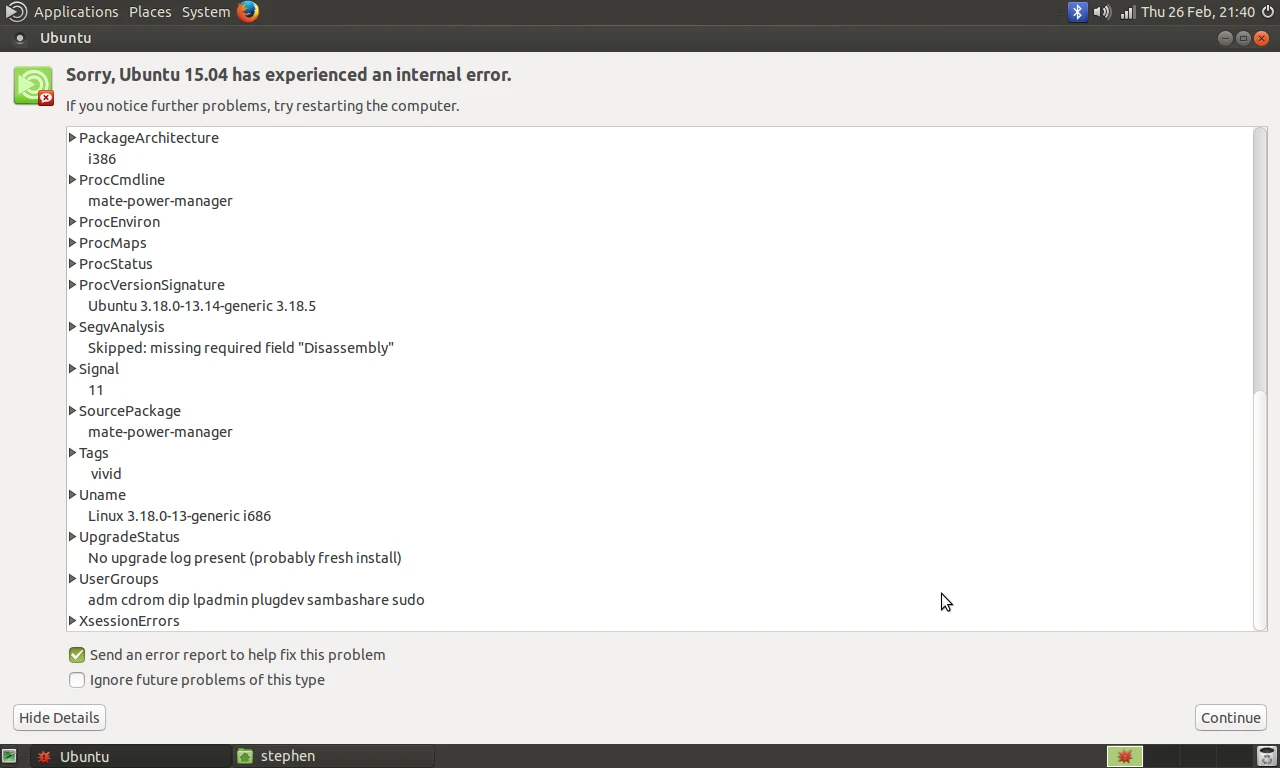 Applications Places System Thu 26 Feb, 21:40
Ubuntu
Sorry, Ubuntu 15.04 has experienced an internal error.
If you notice further problems, try restarting the computer.
PackageArchitecture
i386
ProcCmdline
mate-power-manager
ProcEnviron
ProcMaps
ProcStatus
ProcVersionSignature
Ubuntu 3.18.0-13.14-generic 3.18.5
SegvAnalysis
Skipped: missing required field "Disassembly"
Signal
11
SourcePackage
mate-power-manager
Tags
vivid
Uname
Linux 3.18.0-13-generic i686
UpgradeStatus
No upgrade log present (probably fresh install)
UserGroups
adm cdrom dip lpadmin plugdev sambashare sudo
XsessionErrors
Send an error report to help fix this problem
Ignore future problems of this type
Hide Details Continue
Ubuntu stephen